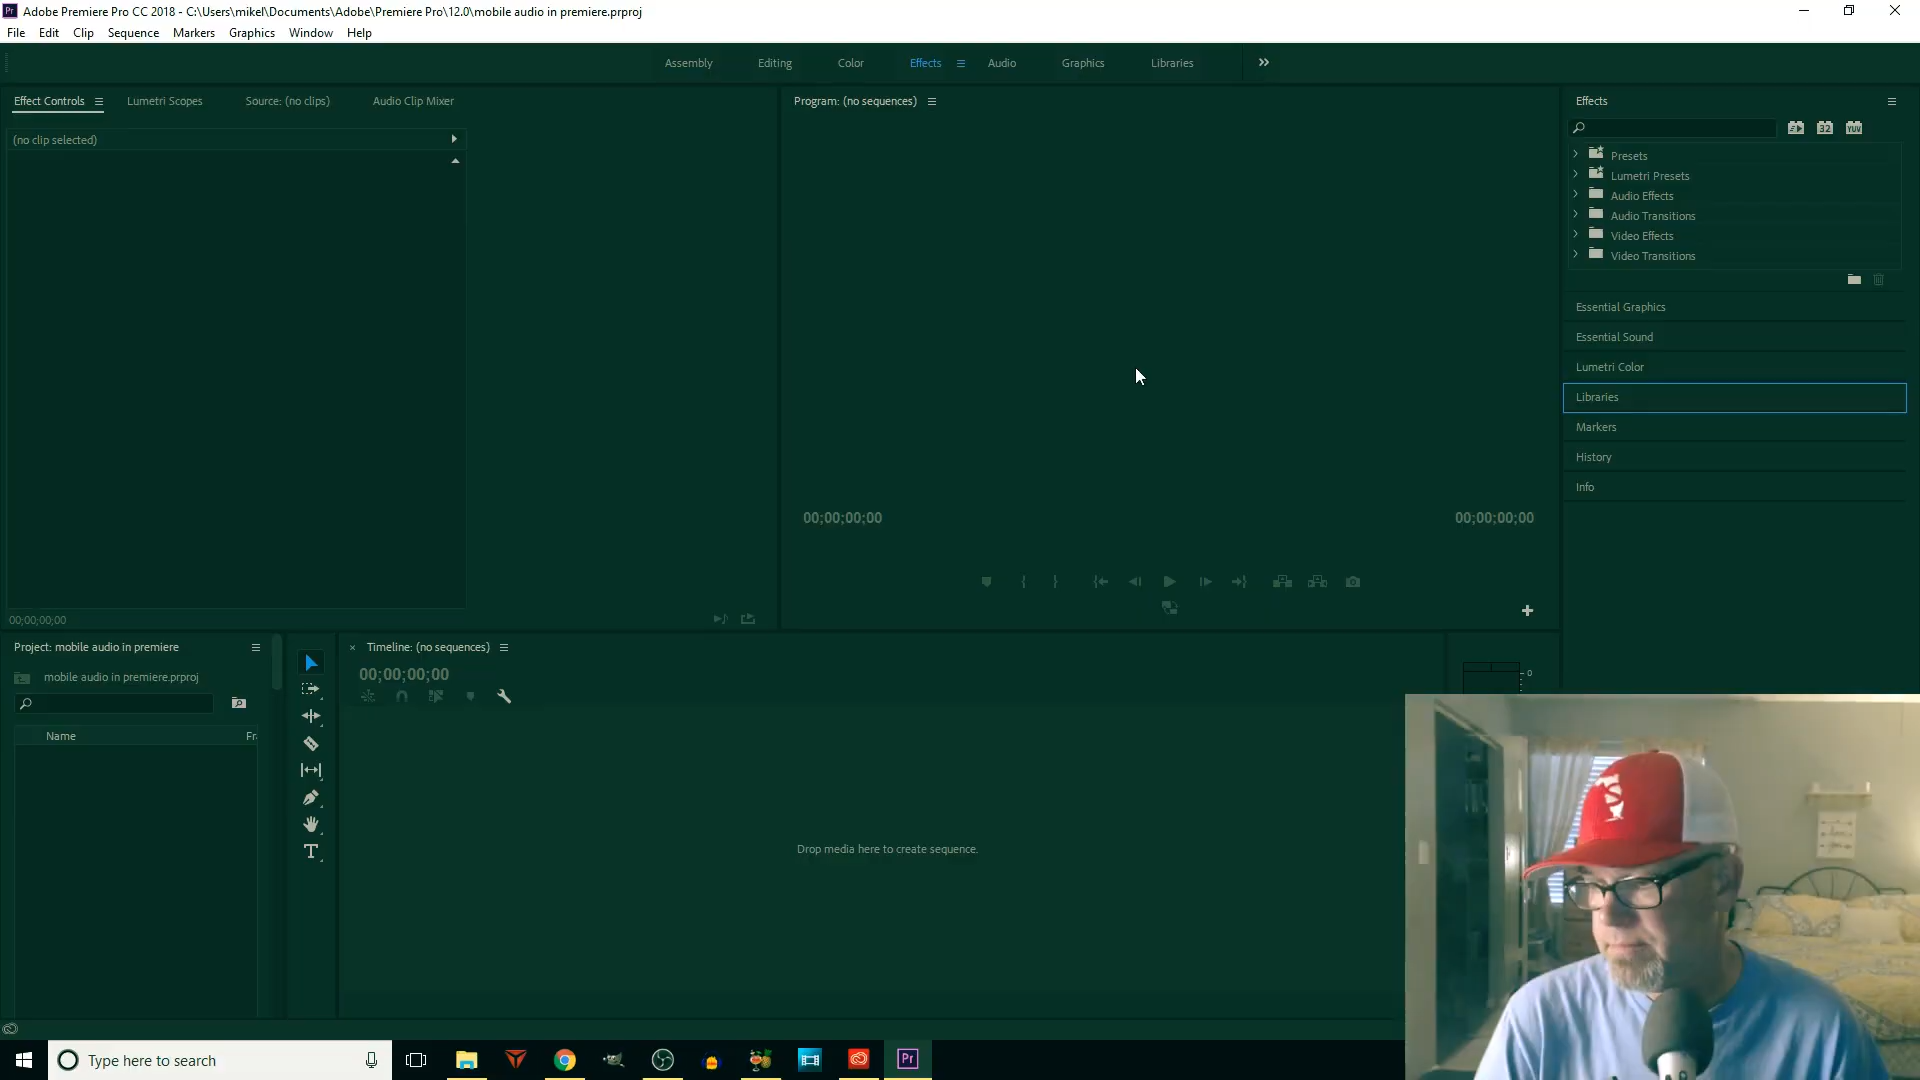 Adobe Premiere Pro CC 2018 - C:\Users\mikel\Documents\Adobe\Premiere Pro\12.0\mobile audio in premiere.prproj
File Edit Clip Sequence Markers Graphics Window Help
Assembly Editing Color Effects Audio Graphics Libraries
Effect Controls Lumetri Scopes Source: (no clips) Audio Clip Mixer
Program: (no sequences)
Effects
(no clip selected)
32 YUV
Presets
Lumetri Presets
Audio Effects
Audio Transitions
Video Effects
Video Transitions
Essential Graphics
Essential Sound
Lumetri Color
Libraries
Markers
History
Info
00;00;00;00 00;00;00;00
00;00;00;00
Project: mobile audio in premiere
mobile audio in premiere.prproj
Name Fr
Timeline: (no sequences)
00;00;00;00
0
Drop media here to create sequence.
Type here to search
Pr